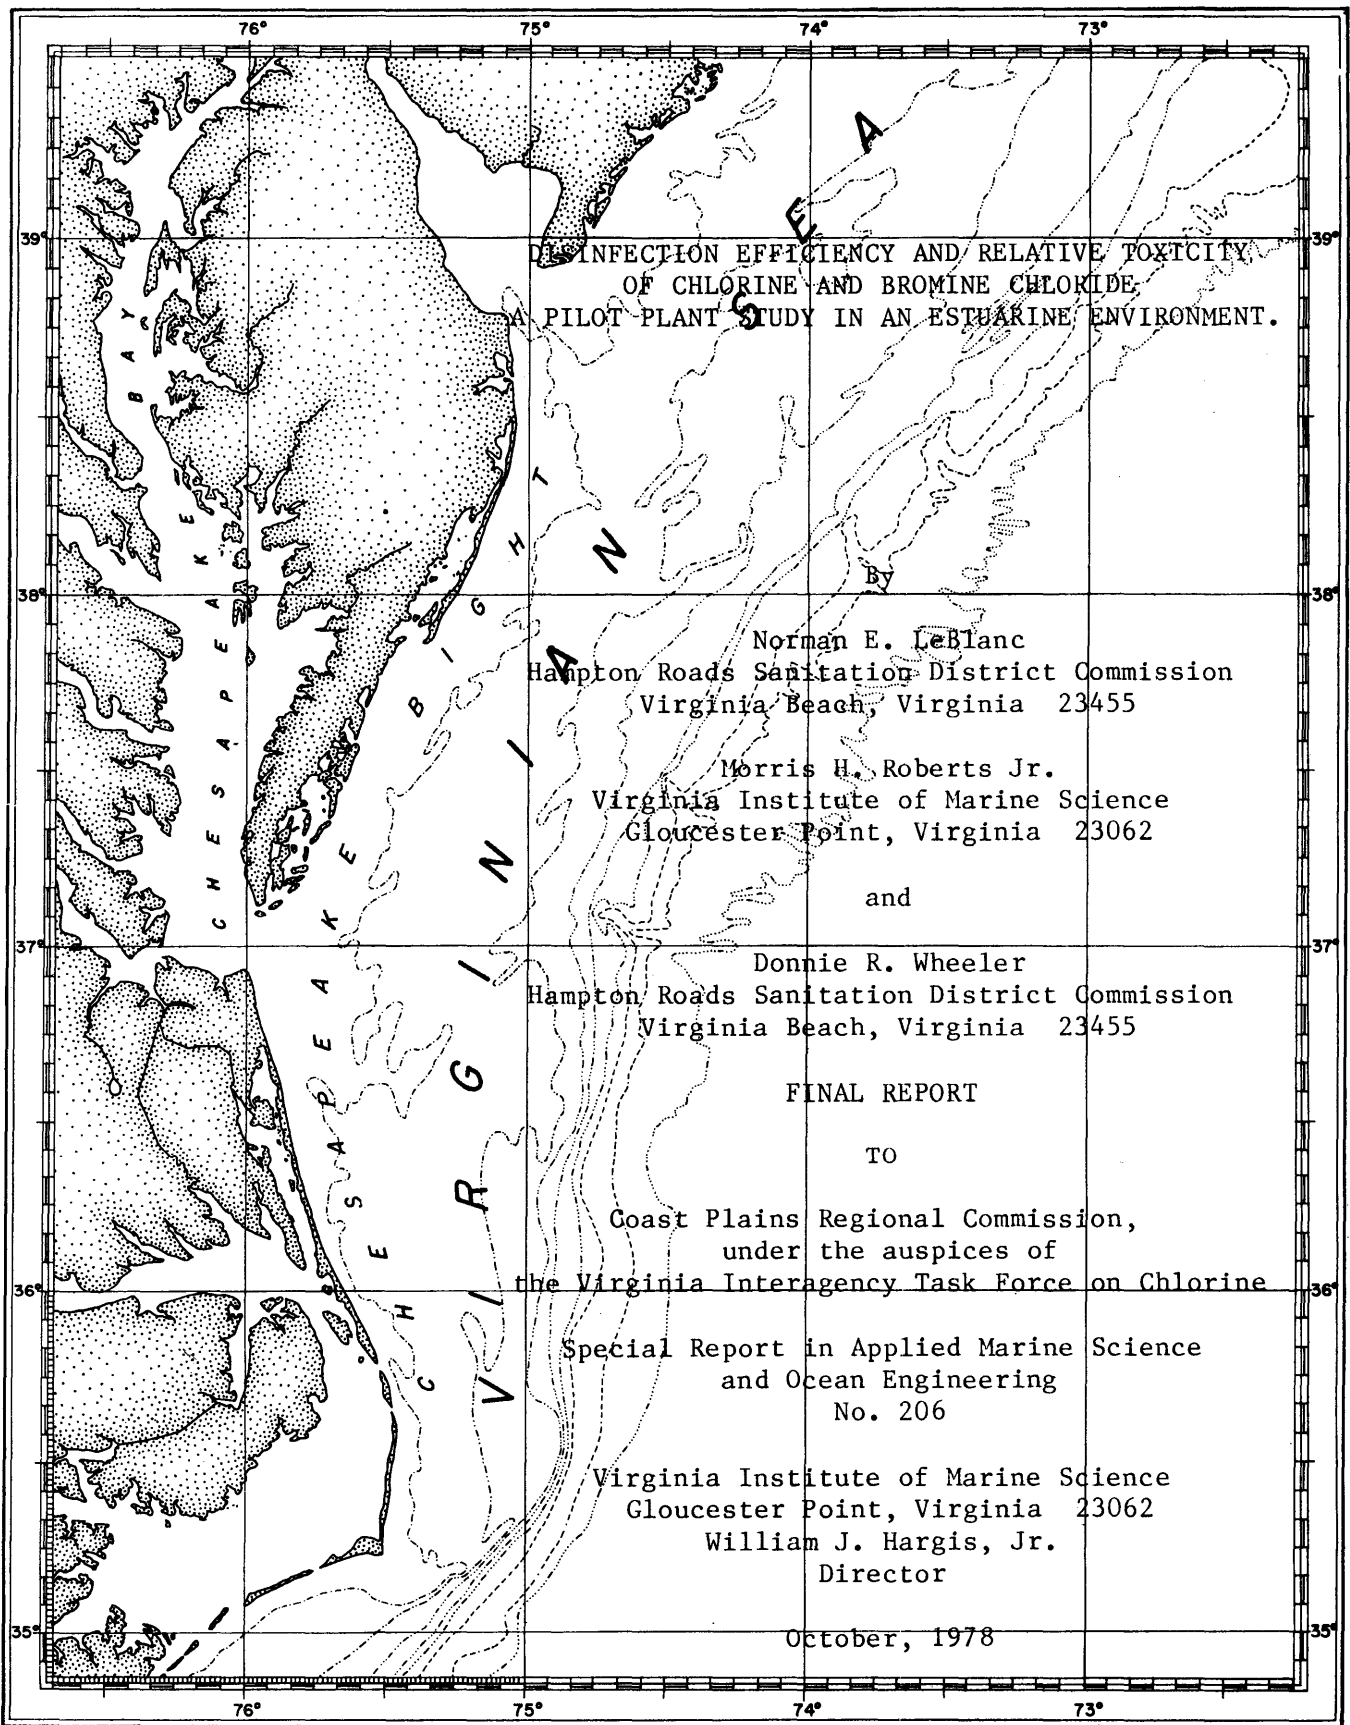 76° 75° 74° 73°
39° 39°
38° 38°
37° 37°
36° 36°
35° 35°
76° 75° 74° 73°
CHESAPEAKE BAY
CHESAPEAKE BIGHT
VIRGINIAN SEA
DISINFECTION EFFICIENCY AND RELATIVE TOXICITY
OF CHLORINE AND BROMINE CHLORIDE
A PILOT PLANT STUDY IN AN ESTUARINE ENVIRONMENT.
By
Norman E. LeBlanc
Hampton Roads Sanitation District Commission
Virginia Beach, Virginia 23455
Morris H. Roberts Jr.
Virginia Institute of Marine Science
Gloucester Point, Virginia 23062
and
Donnie R. Wheeler
Hampton Roads Sanitation District Commission
Virginia Beach, Virginia 23455
FINAL REPORT
TO
Coast Plains Regional Commission,
under the auspices of
the Virginia Interagency Task Force on Chlorine
Special Report in Applied Marine Science
and Ocean Engineering
No. 206
Virginia Institute of Marine Science
Gloucester Point, Virginia 23062
William J. Hargis, Jr.
Director
October, 1978